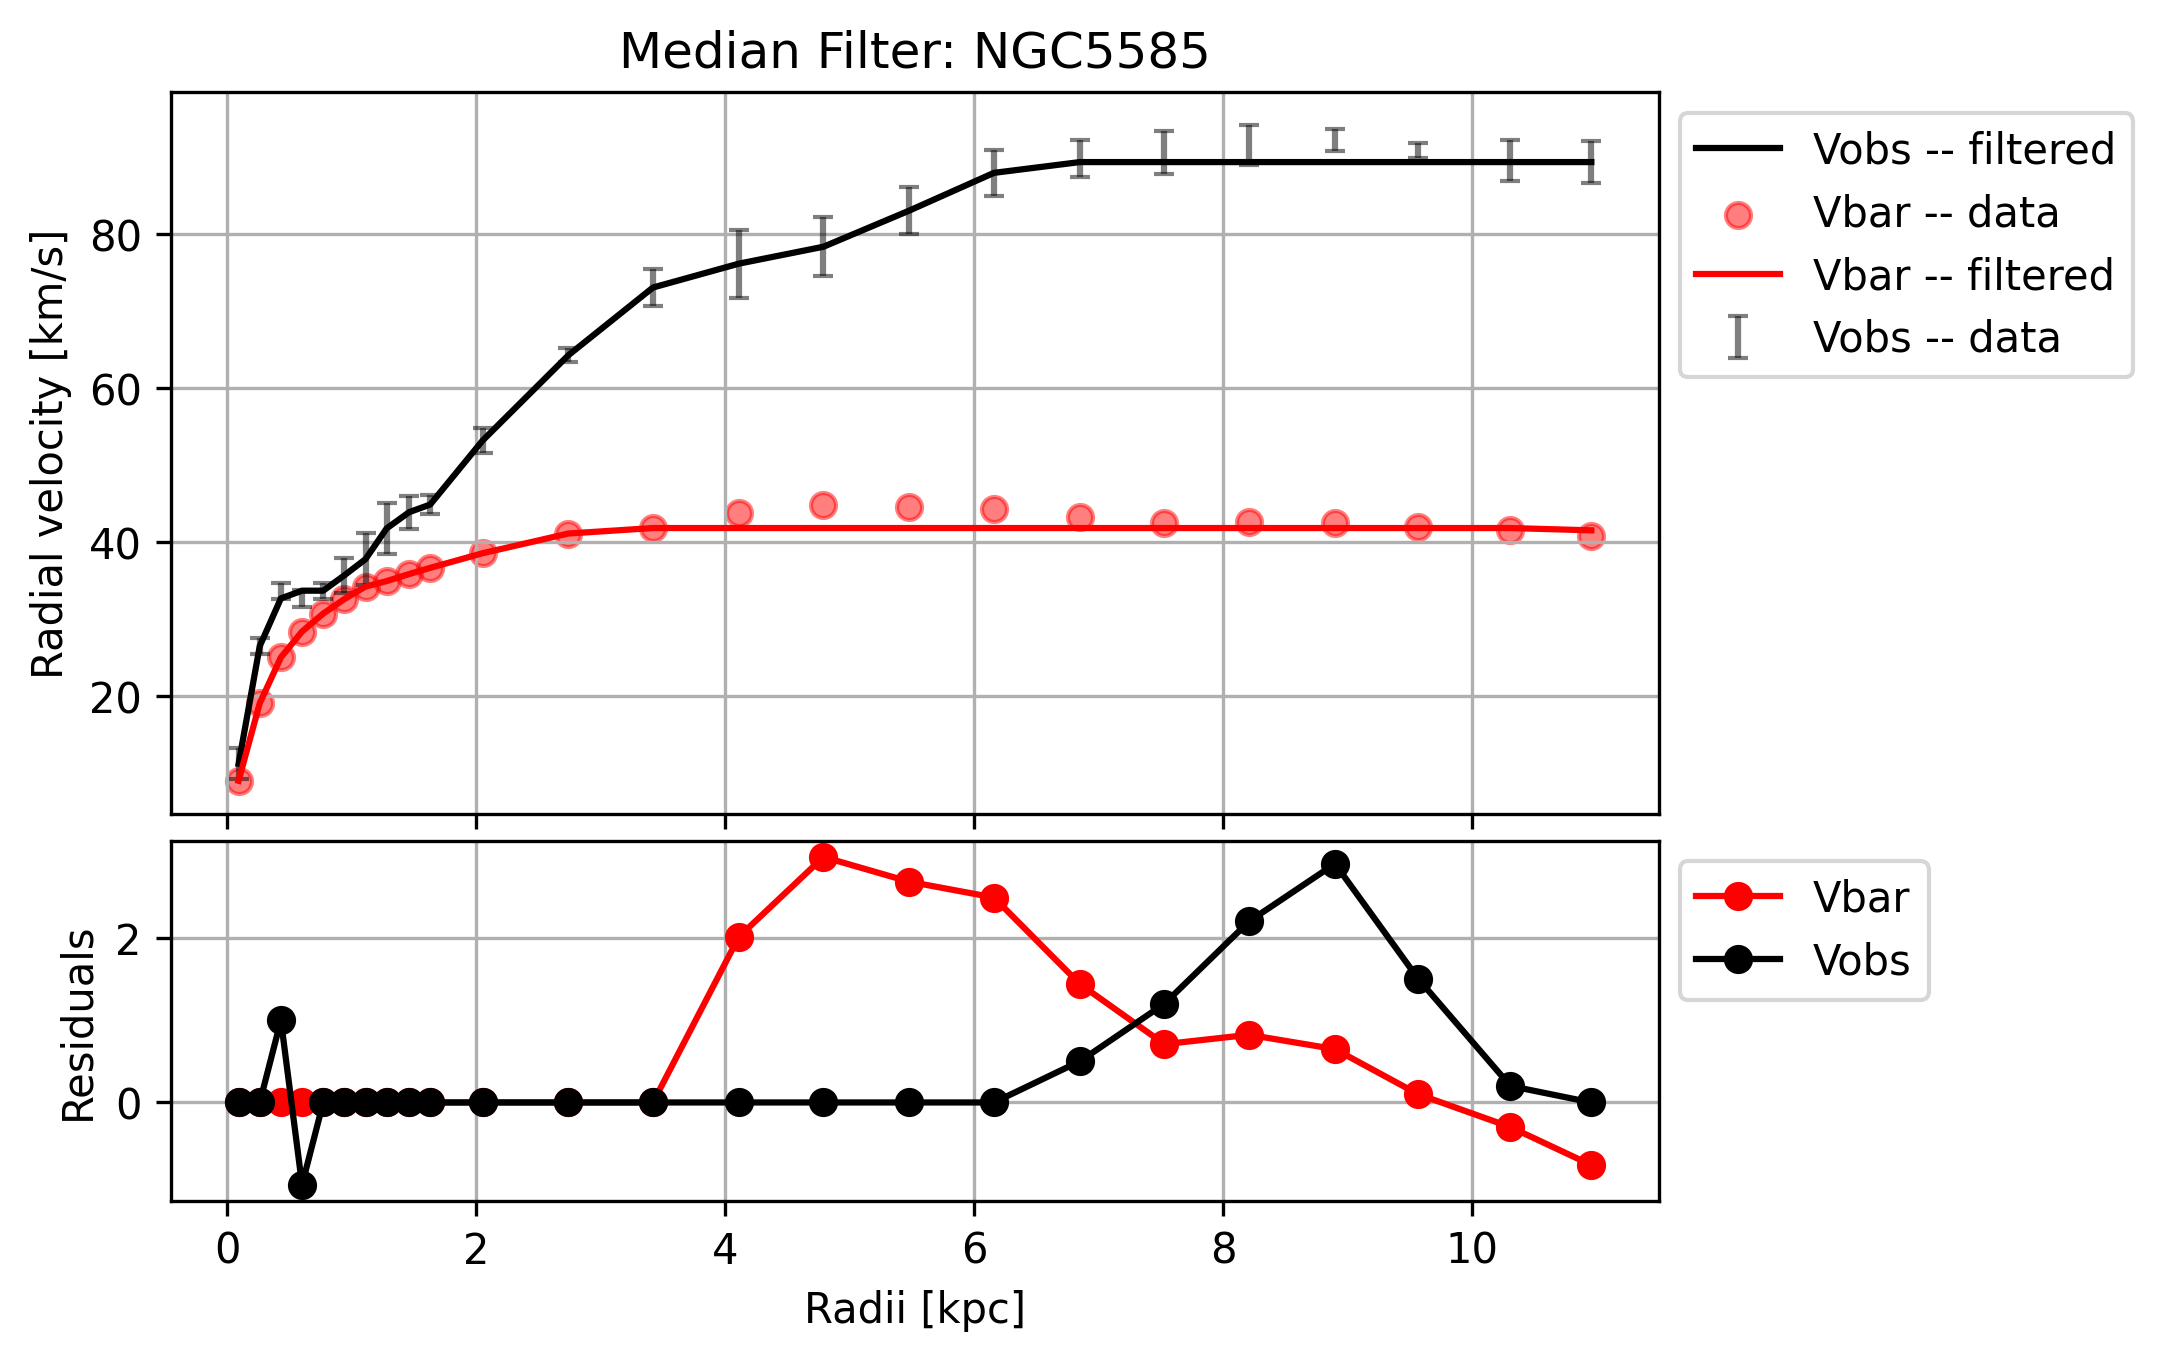 Median Filter: NGC5585
Radial velocity [km/s]
80
60
40
20
Vobs -- filtered
Vbar -- data
Vbar -- filtered
Vobs -- data
Residuals
2
0
Vbar
Vobs
0 2 4 6 8 10
Radii [kpc]